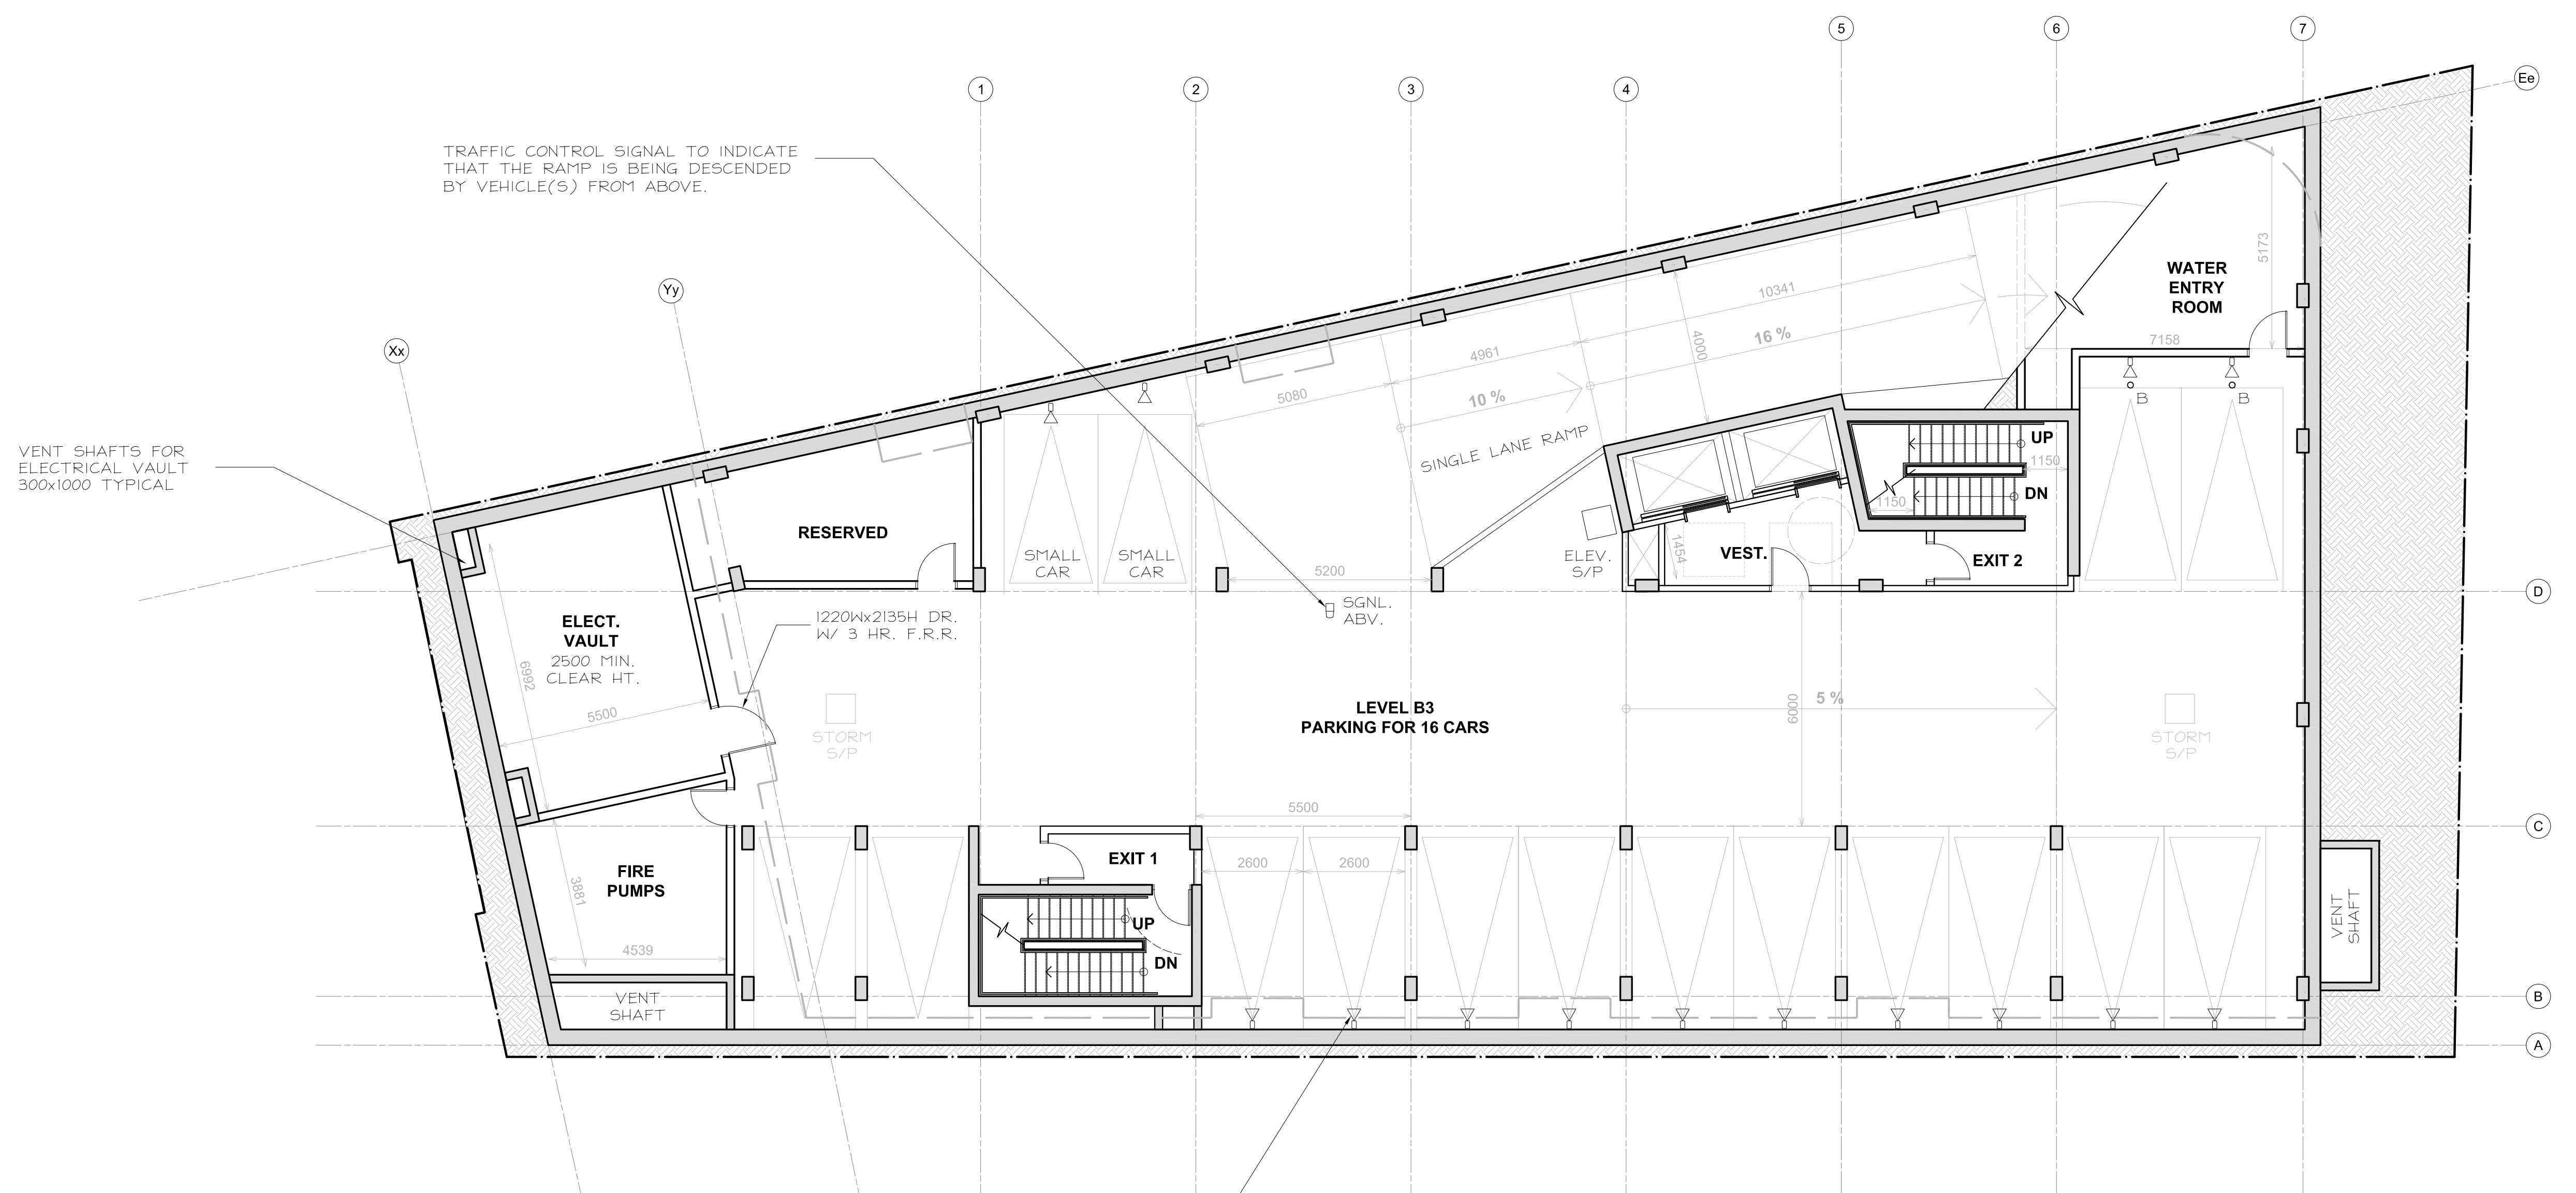 5
6
7
Ee
1
2
3
4
TRAFFIC CONTROL SIGNAL TO INDICATE
THAT THE RAMP IS BEING DESCENDED
BY VEHICLE(S) FROM ABOVE.
Yy
Xx
WATER
ENTRY
ROOM
5173
7158
10341
16 %
4000
4961
10 %
5080
SINGLE LANE RAMP
B
B
VENT SHAFTS FOR
ELECTRICAL VAULT
300x1000 TYPICAL
UP
1150
DN
1150
RESERVED
SMALL
CAR
SMALL
CAR
5200
ELEV.
S/P
1454
VEST.
EXIT 2
D
SGNL.
ABV.
ELECT.
VAULT
2500 MIN.
CLEAR HT.
6992
5500
1220Wx2135H DR.
W/ 3 HR. F.R.R.
STORM
S/P
LEVEL B3
PARKING FOR 16 CARS
6000
5 %
STORM
S/P
5500
C
FIRE
PUMPS
3881
4539
EXIT 1
2600
2600
UP
DN
VENT
SHAFT
VENT
SHAFT
B
A